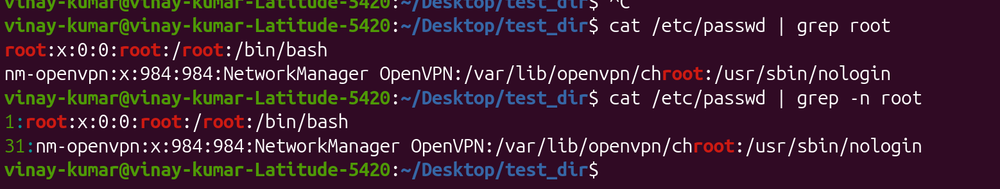 vinay-kumar@vinay-kumar-Latitude-5420:~/Desktop/test_dir$ ^C
vinay-kumar@vinay-kumar-Latitude-5420:~/Desktop/test_dir$ cat /etc/passwd | grep root
root:x:0:0:root:/root:/bin/bash
nm-openvpn:x:984:984:NetworkManager OpenVPN:/var/lib/openvpn/chroot:/usr/sbin/nologin
vinay-kumar@vinay-kumar-Latitude-5420:~/Desktop/test_dir$ cat /etc/passwd | grep -n root
1:root:x:0:0:root:/root:/bin/bash
31:nm-openvpn:x:984:984:NetworkManager OpenVPN:/var/lib/openvpn/chroot:/usr/sbin/nologin
vinay-kumar@vinay-kumar-Latitude-5420:~/Desktop/test_dir$